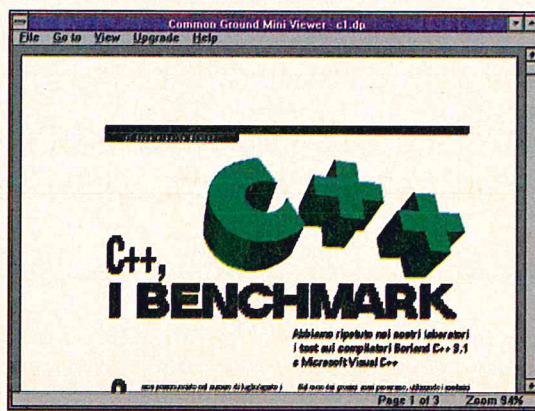 Common Ground Mini Viewer - c1.dp
File Go to View Upgrade Help
C++
C++,
I BENCHMARK
Abbiamo ripetuto nei nostri laboratori
i test sui compilatori Borland C++ 3.1
e Microsoft Visual C++
Page 1 of 3 Zoom 94%